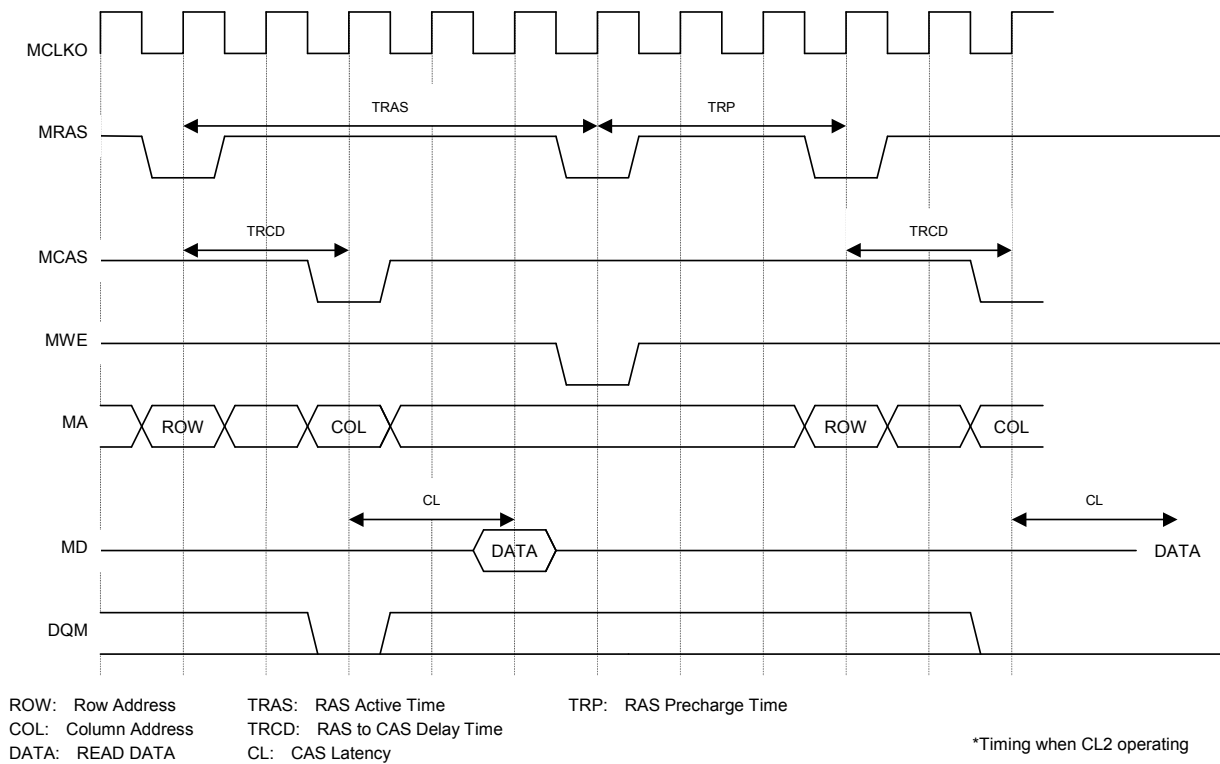 MCLKO
TRAS
TRP
MRAS
TRCD
TRCD
MCAS
MWE
MA
ROW
COL
ROW
COL
CL
CL
MD
DATA
DATA
DQM
ROW: Row Address
TRAS: RAS Active Time
TRP: RAS Precharge Time
COL: Column Address
TRCD: RAS to CAS Delay Time
DATA: READ DATA
CL: CAS Latency
*Timing when CL2 operating